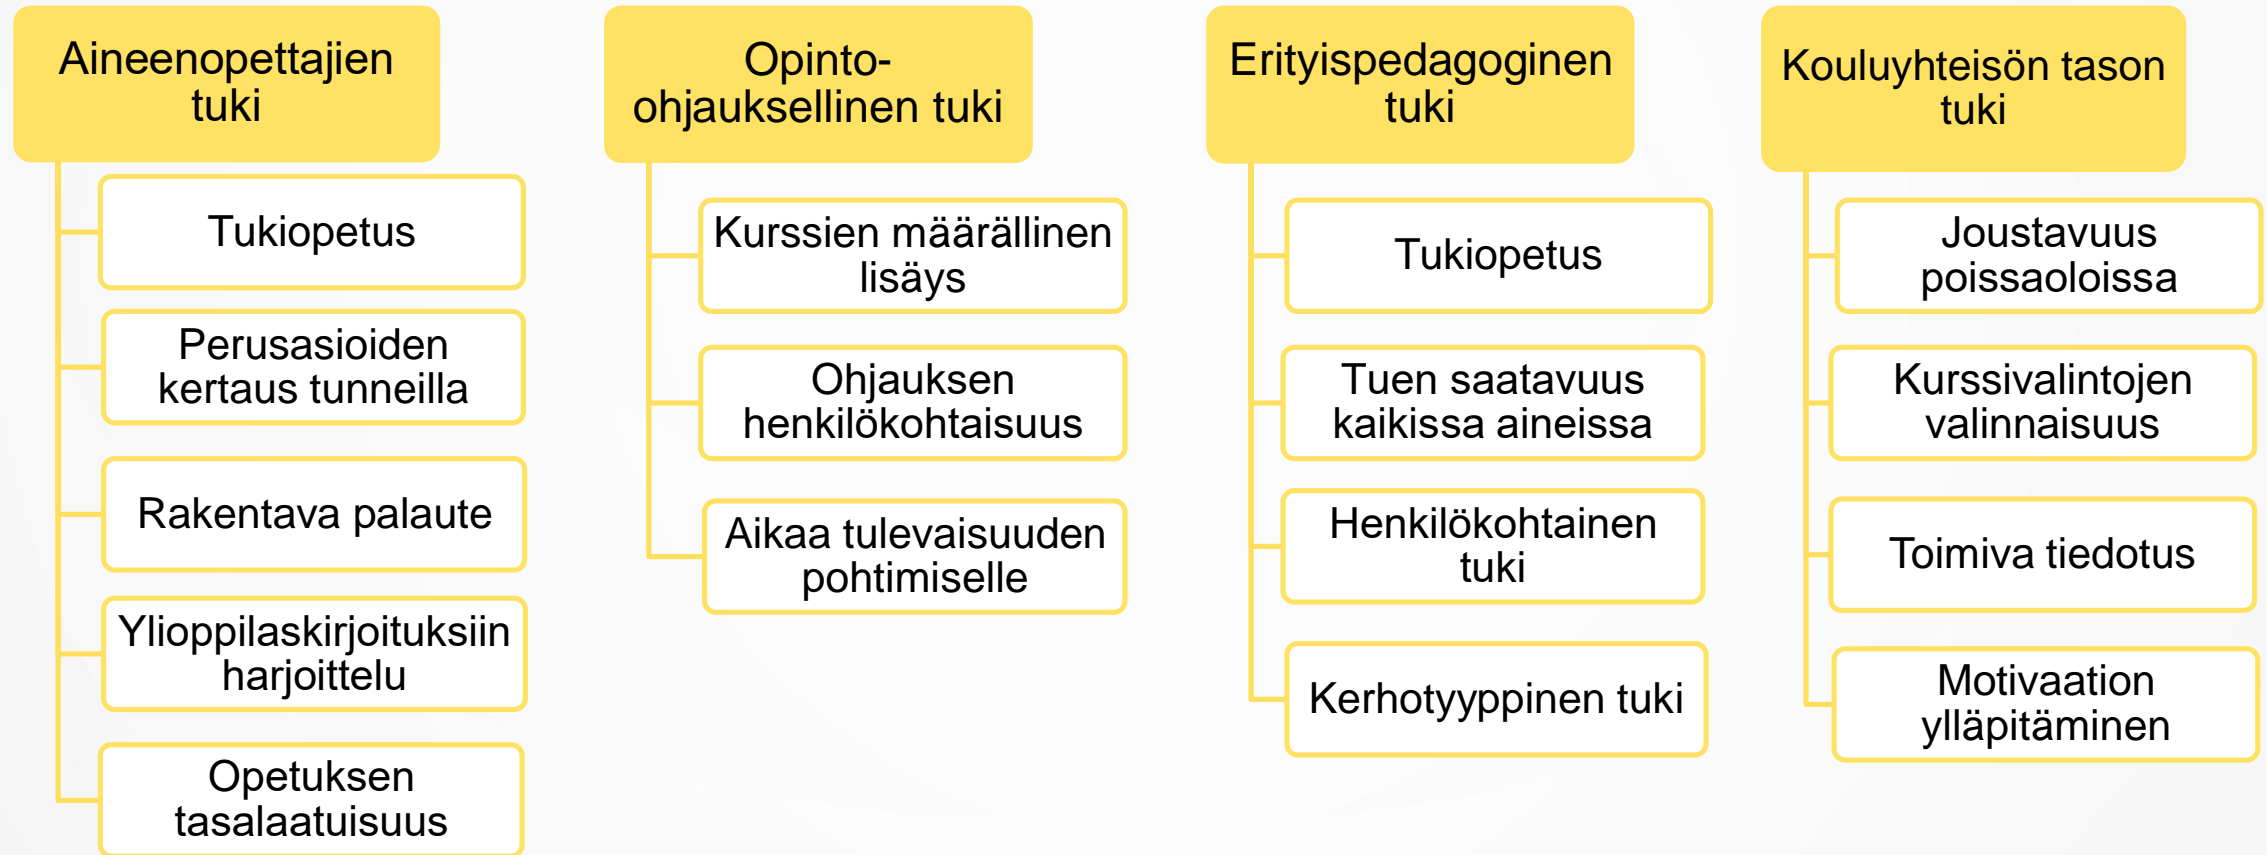 Aineenopettajien
tuki
Tukiopetus
Perusasioiden
kertaus tunneilla
Rakentava palaute
Ylioppilaskirjoituksiin
harjoittelu
Opetuksen
tasalaatuisuus
Opinto-
ohjauksellinen tuki
Kurssien määrällinen
lisäys
Ohjauksen
henkilökohtaisuus
Aikaa tulevaisuuden
pohtimiselle
Erityispedagoginen
tuki
Tukiopetus
Tuen saatavuus
kaikissa aineissa
Henkilökohtainen
tuki
Kerhotyyppinen tuki
Kouluyhteisön tason
tuki
Joustavuus
poissaoloissa
Kurssivalintojen
valinnaisuus
Toimiva tiedotus
Motivaation
ylläpitäminen